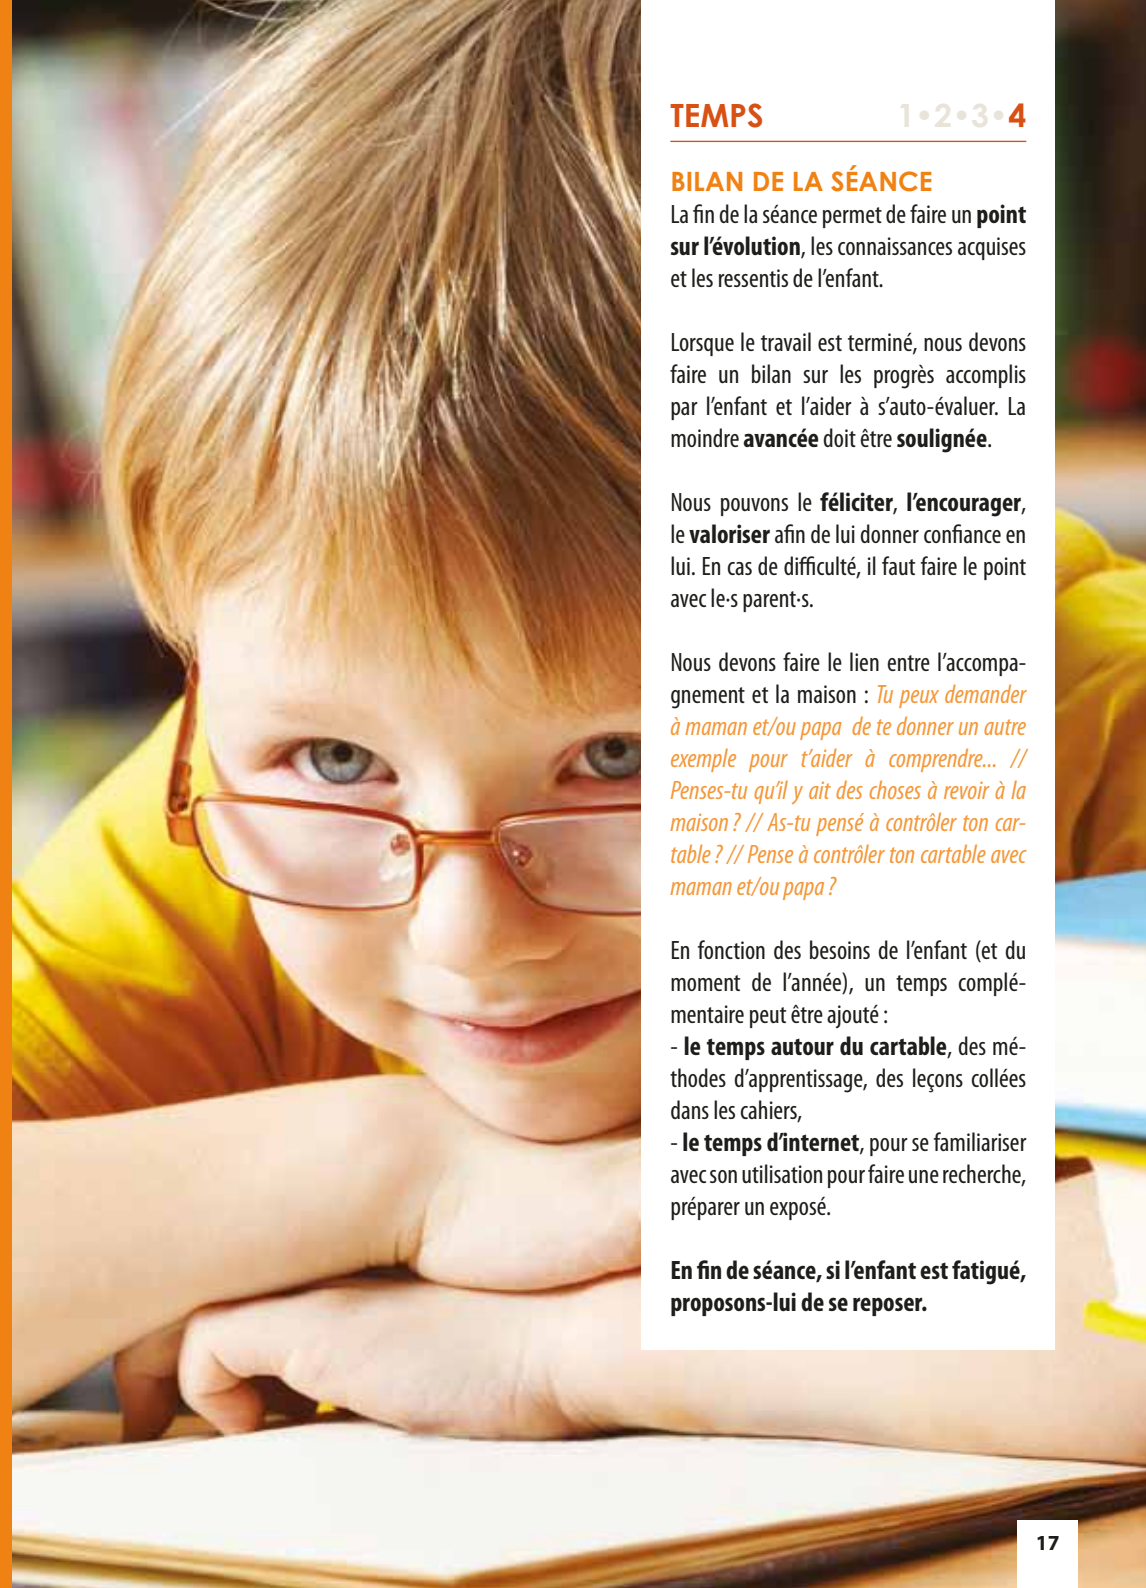 TEMPS 1•2•3•4
BILAN DE LA SÉANCE
La fin de la séance permet de faire un point
sur l’évolution, les connaissances acquises
et les ressentis de l’enfant.
Lorsque le travail est terminé, nous devons
faire un bilan sur les progrès accomplis
par l’enfant et l’aider à s’auto-évaluer. La
moindre avancée doit être soulignée.
Nous pouvons le féliciter, l’encourager,
le valoriser afin de lui donner confiance en
lui. En cas de difficulté, il faut faire le point
avec le·s parent·s.
Nous devons faire le lien entre l’accompa-
gnement et la maison : Tu peux demander
à maman et/ou papa de te donner un autre
exemple pour t’aider à comprendre... //
Penses-tu qu’il y ait des choses à revoir à la
maison ? // As-tu pensé à contrôler ton car-
table ? // Pense à contrôler ton cartable avec
maman et/ou papa ?
En fonction des besoins de l’enfant (et du
moment de l’année), un temps complé-
mentaire peut être ajouté :
- le temps autour du cartable, des mé-
thodes d’apprentissage, des leçons collées
dans les cahiers,
- le temps d’internet, pour se familiariser
avec son utilisation pour faire une recherche,
préparer un exposé.
En fin de séance, si l’enfant est fatigué,
proposons-lui de se reposer.
17